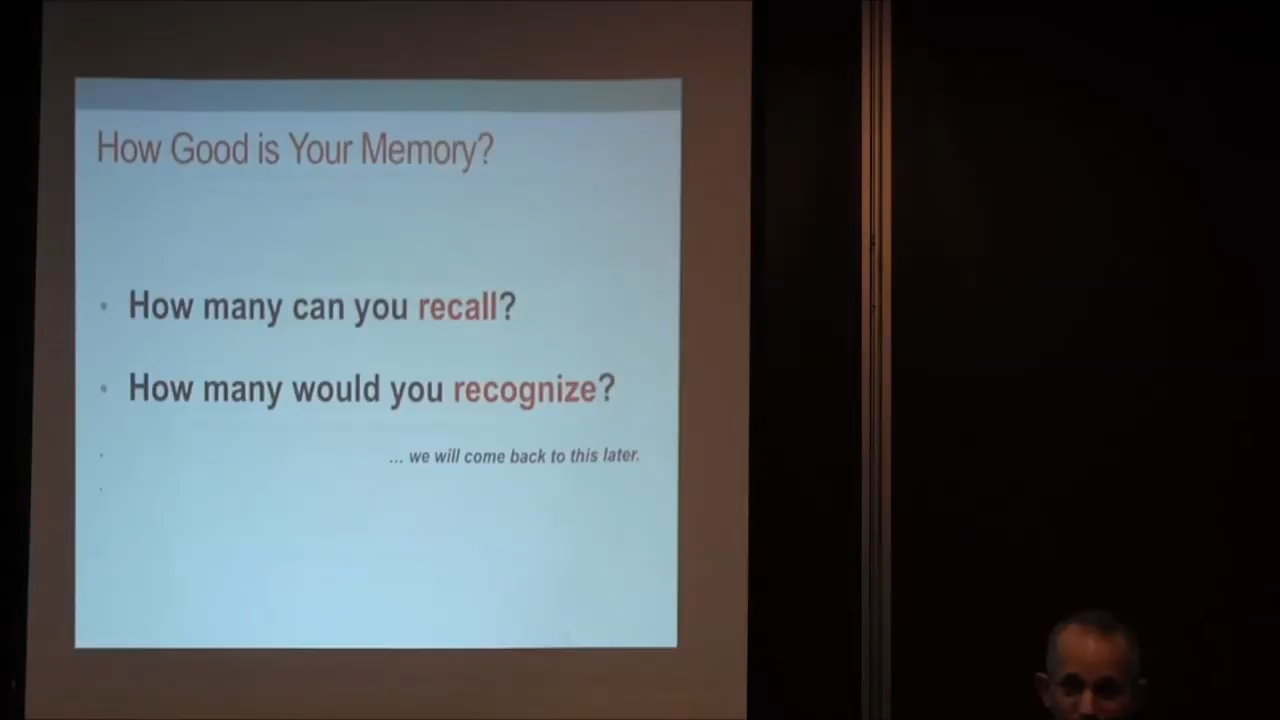 How Good is Your Memory?
• How many can you recall?
• How many would you recognize?
... we will come back to this later.